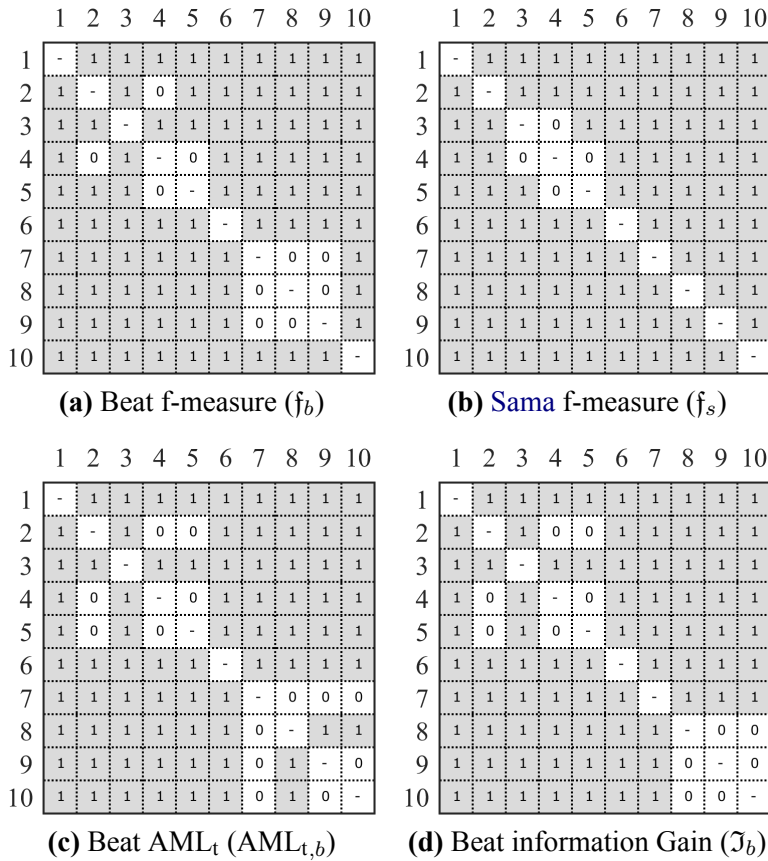 1 2 3 4 5 6 7 8 9 10
1 - 1 1 1 1 1 1 1 1 1
2 1 - 1 0 1 1 1 1 1 1
3 1 1 - 1 1 1 1 1 1 1
4 1 0 1 - 0 1 1 1 1 1
5 1 1 1 0 - 1 1 1 1 1
6 1 1 1 1 1 - 1 1 1 1
7 1 1 1 1 1 1 - 0 0 1
8 1 1 1 1 1 1 0 - 0 1
9 1 1 1 1 1 1 0 0 - 1
10 1 1 1 1 1 1 1 1 1 -
(a) Beat f-measure (𝔣b)
1 2 3 4 5 6 7 8 9 10
1 - 1 1 1 1 1 1 1 1 1
2 1 - 1 1 1 1 1 1 1 1
3 1 1 - 0 1 1 1 1 1 1
4 1 1 0 - 0 1 1 1 1 1
5 1 1 1 0 - 1 1 1 1 1
6 1 1 1 1 1 - 1 1 1 1
7 1 1 1 1 1 1 - 1 1 1
8 1 1 1 1 1 1 1 - 1 1
9 1 1 1 1 1 1 1 1 - 1
10 1 1 1 1 1 1 1 1 1 -
(b) Sama f-measure (𝔣s)
1 2 3 4 5 6 7 8 9 10
1 - 1 1 1 1 1 1 1 1 1
2 1 - 1 0 0 1 1 1 1 1
3 1 1 - 1 1 1 1 1 1 1
4 1 0 1 - 0 1 1 1 1 1
5 1 0 1 0 - 1 1 1 1 1
6 1 1 1 1 1 - 1 1 1 1
7 1 1 1 1 1 1 - 0 0 0
8 1 1 1 1 1 1 0 - 1 1
9 1 1 1 1 1 1 0 1 - 0
10 1 1 1 1 1 1 0 1 0 -
(c) Beat AMLt (AMLt,b)
1 2 3 4 5 6 7 8 9 10
1 - 1 1 1 1 1 1 1 1 1
2 1 - 1 0 0 1 1 1 1 1
3 1 1 - 1 1 1 1 1 1 1
4 1 0 1 - 0 1 1 1 1 1
5 1 0 1 0 - 1 1 1 1 1
6 1 1 1 1 1 - 1 1 1 1
7 1 1 1 1 1 1 - 1 1 1
8 1 1 1 1 1 1 1 - 0 0
9 1 1 1 1 1 1 1 0 - 0
10 1 1 1 1 1 1 1 0 0 -
(d) Beat information Gain (ℑb)